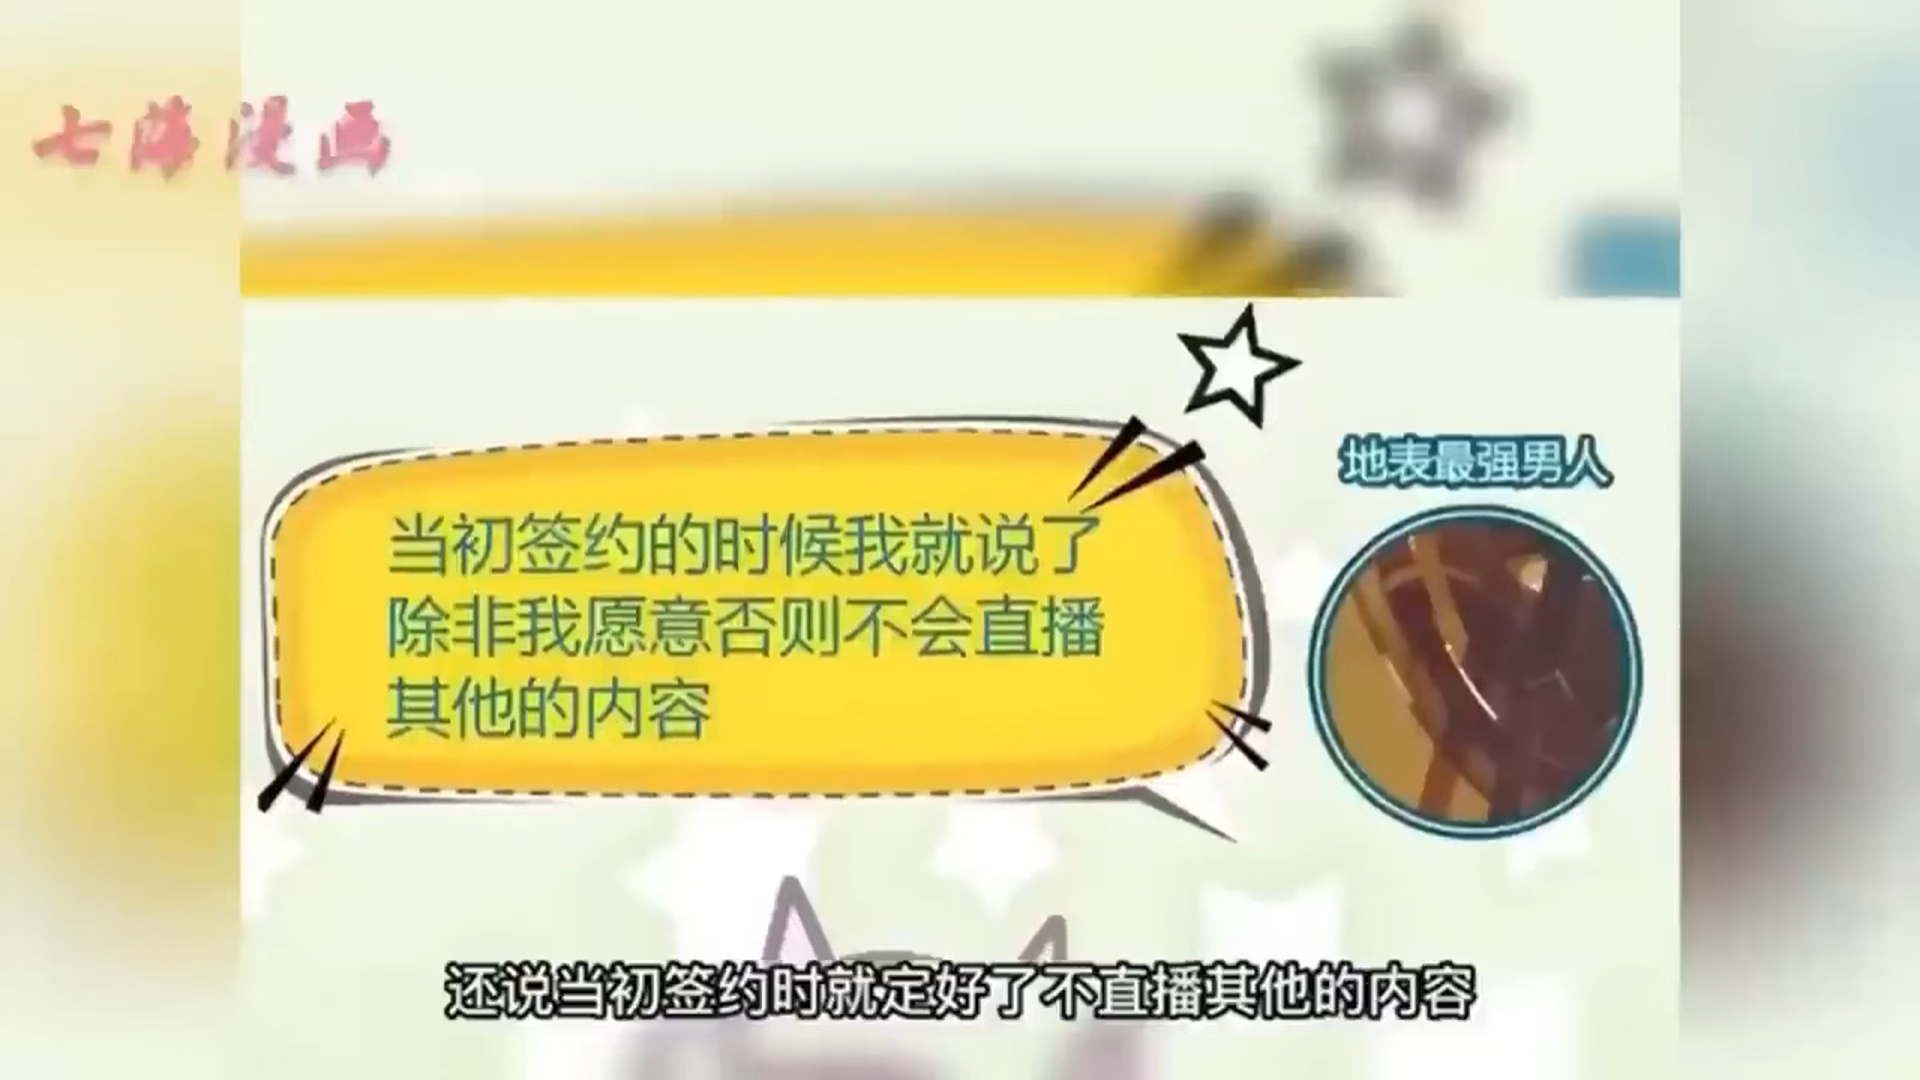 七海漫画
地表最强男人
当初签约的时候我就说了
除非我愿意否则不会直播
其他的内容
还说当初签约时就定好了不直播其他的内容